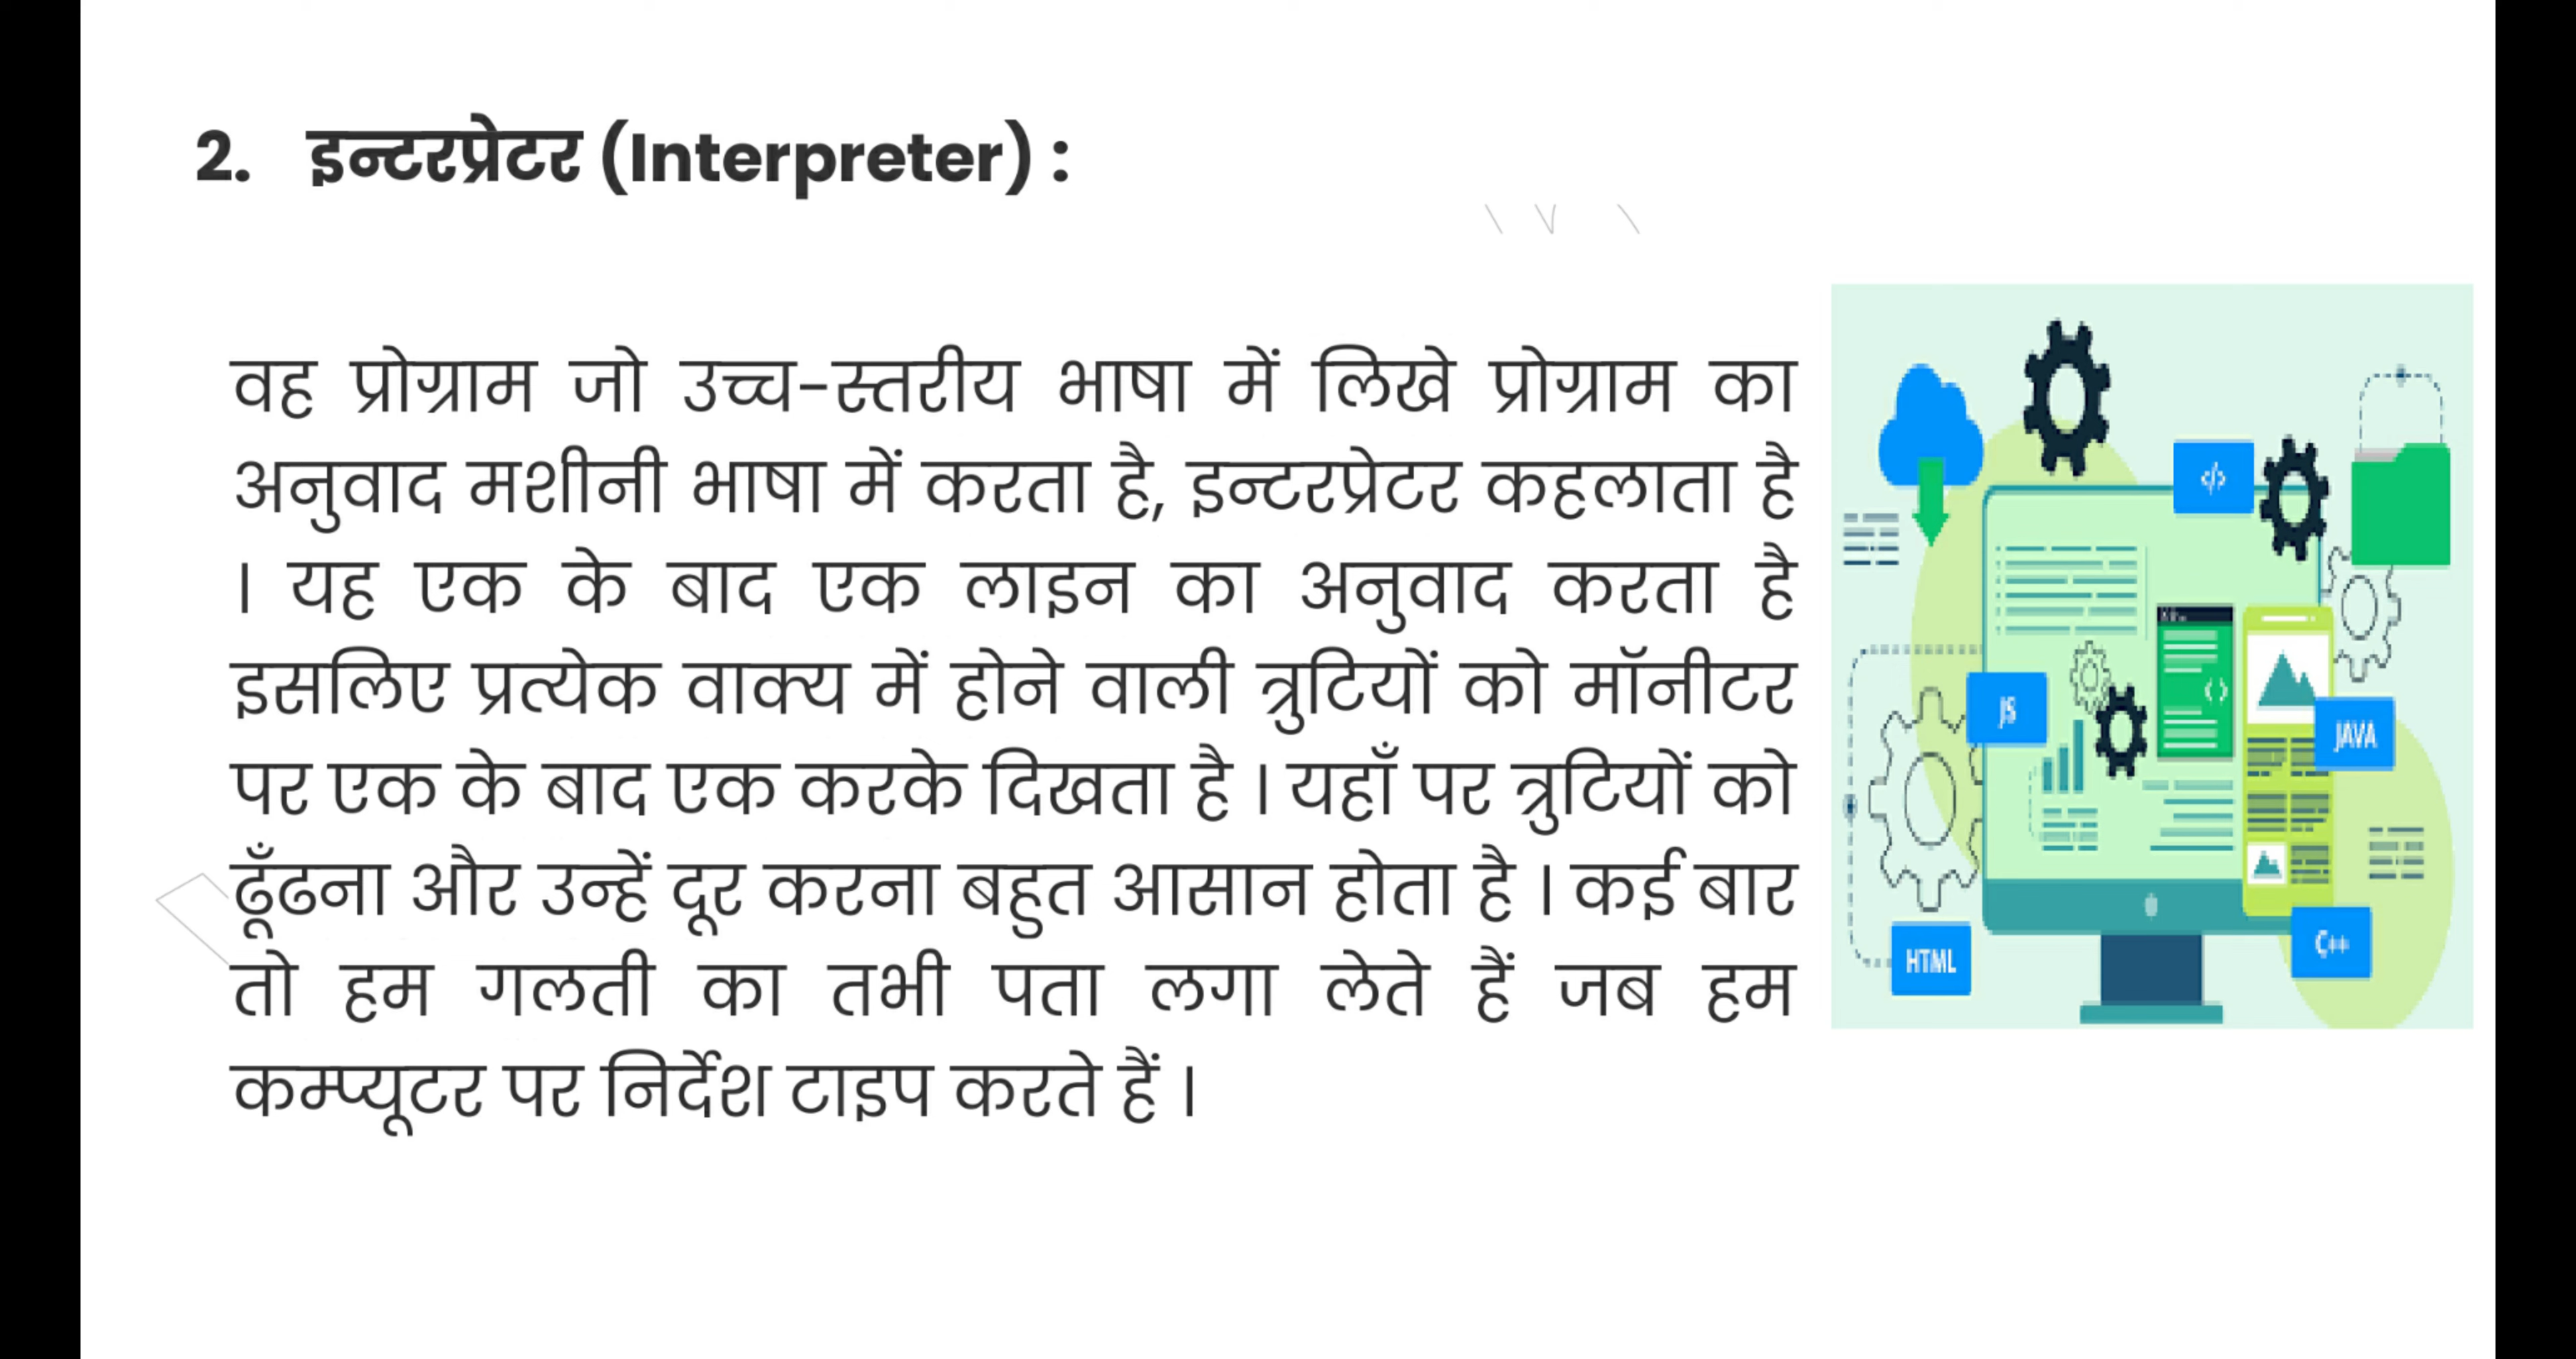 2. इन्टरप्रेटर (Interpreter) :
वह प्रोग्राम जो उच्च-स्तरीय भाषा में लिखे प्रोग्राम का
अनुवाद मशीनी भाषा में करता है, इन्टरप्रेटर कहलाता है
। यह एक के बाद एक लाइन का अनुवाद करता है
इसलिए प्रत्येक वाक्य में होने वाली त्रुटियों को मॉनीटर
पर एक के बाद एक करके दिखता है । यहाँ पर त्रुटियों को
ढूँढना और उन्हें दूर करना बहुत आसान होता है । कई बार
तो हम गलती का तभी पता लगा लेते हैं जब हम
कम्प्यूटर पर निर्देश टाइप करते हैं ।
</>
JS
< >
JAVA
HTML
C++